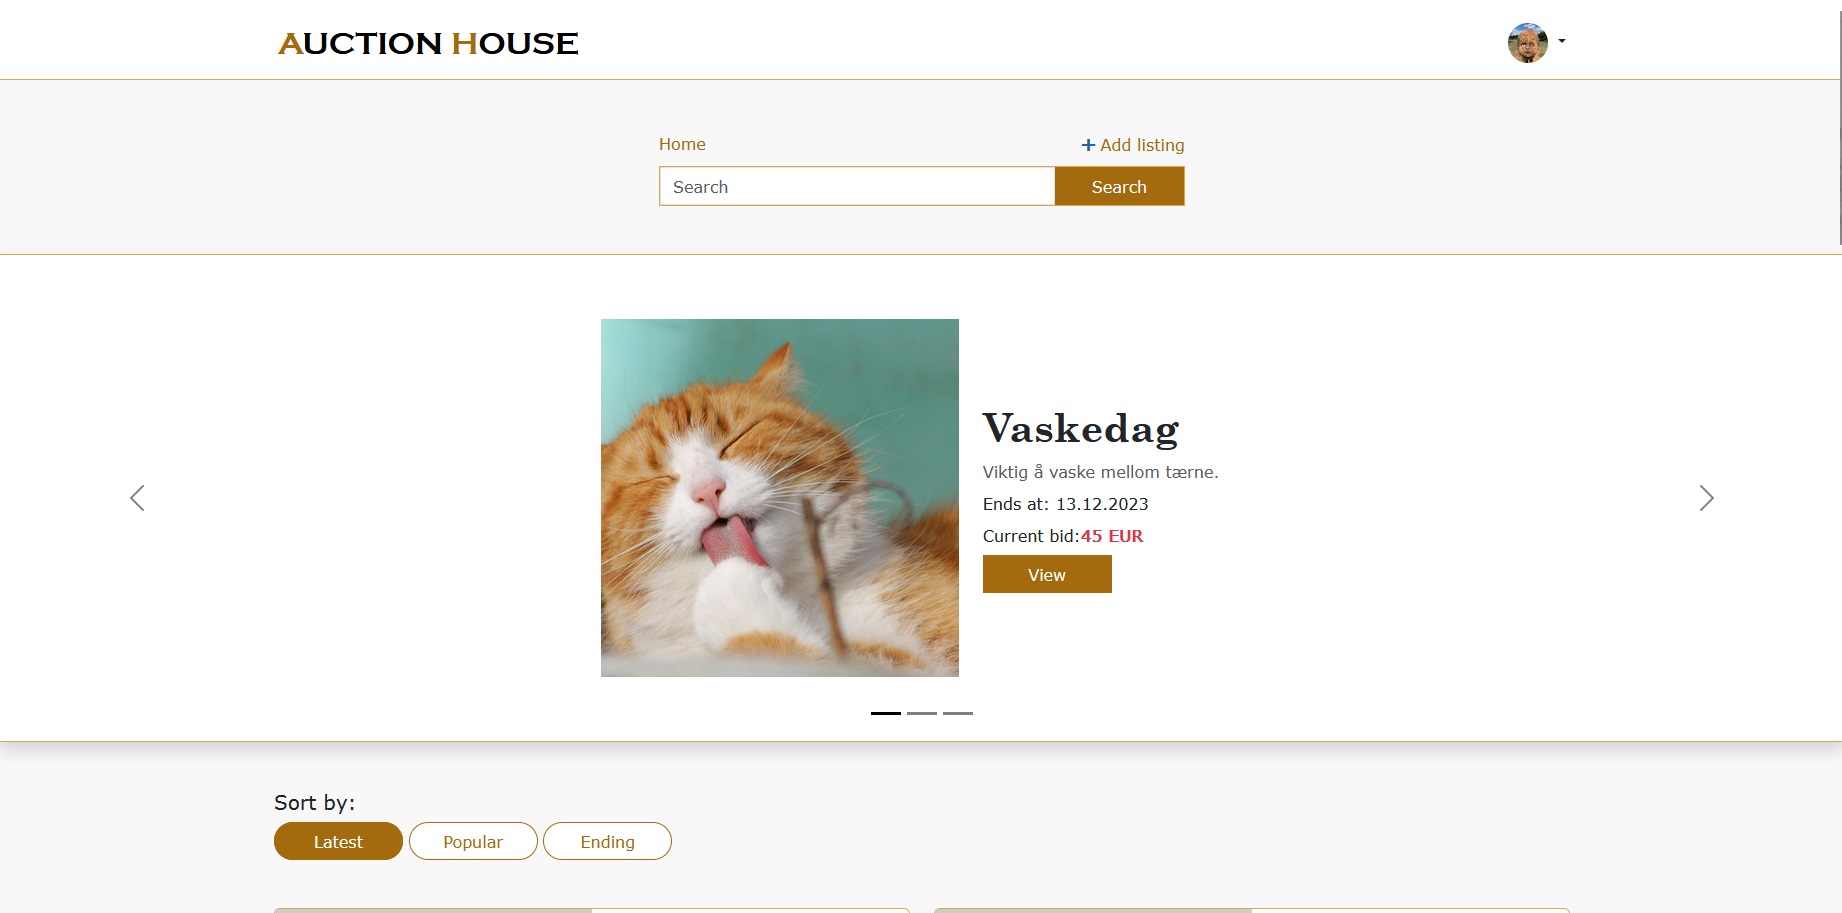 AUCTION HOUSE
Home
+ Add listing
Search
Search
Vaskedag
Viktig å vaske mellom tærne.
Ends at: 13.12.2023
Current bid:45 EUR
View
Sort by:
Latest
Popular
Ending